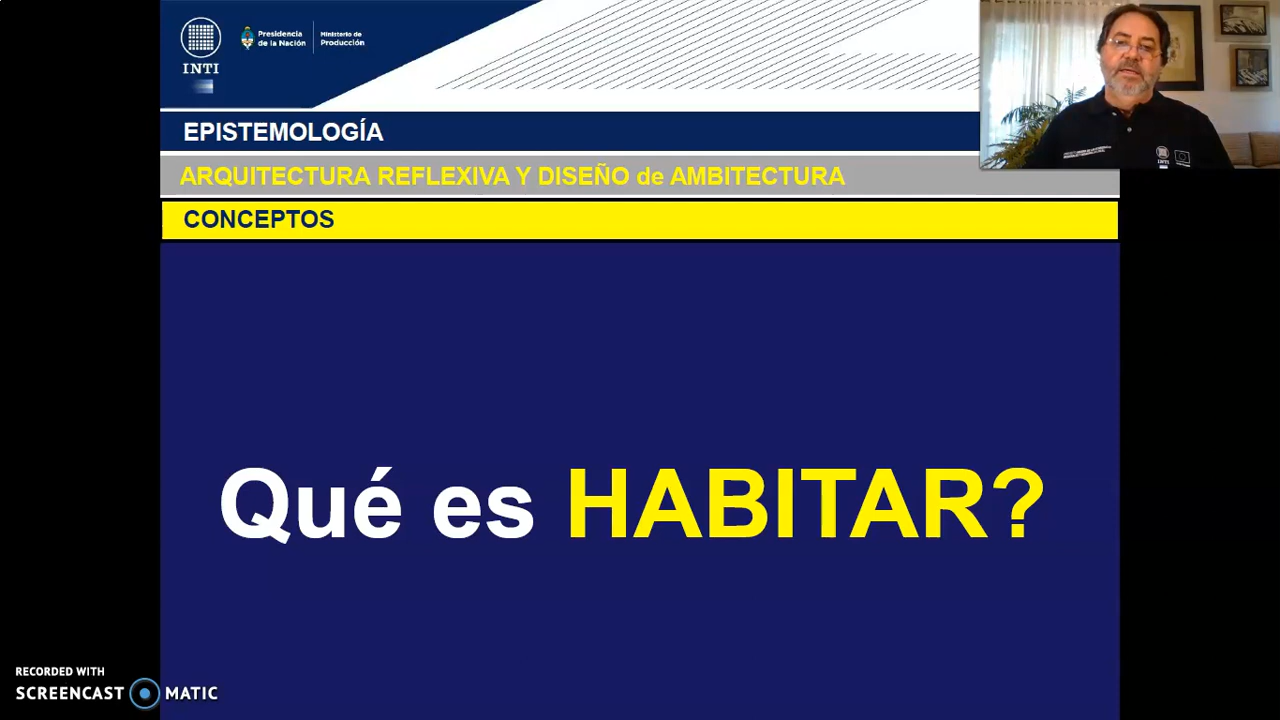 INTI
Presidencia
de la Nación
Ministerio de
Producción
EPISTEMOLOGÍA
ARQUITECTURA REFLEXIVA Y DISEÑO de AMBITECTURA
CONCEPTOS
Qué es HABITAR?
INTI
RECORDED WITH
SCREENCAST MATIC